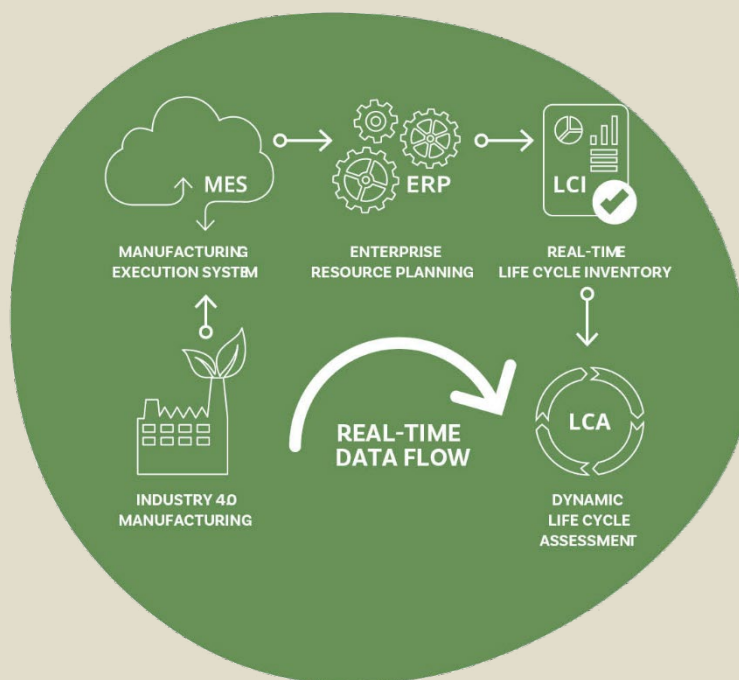 MES
MANUFACTURING
EXECUTION SYSTEM
ERP
ENTERPRISE
RESOURCE PLANNING
LCI
REAL-TIME
LIFE CYCLE INVENTORY
INDUSTRY 4.0
MANUFACTURING
REAL-TIME
DATA FLOW
LCA
DYNAMIC
LIFE CYCLE
ASSESSMENT